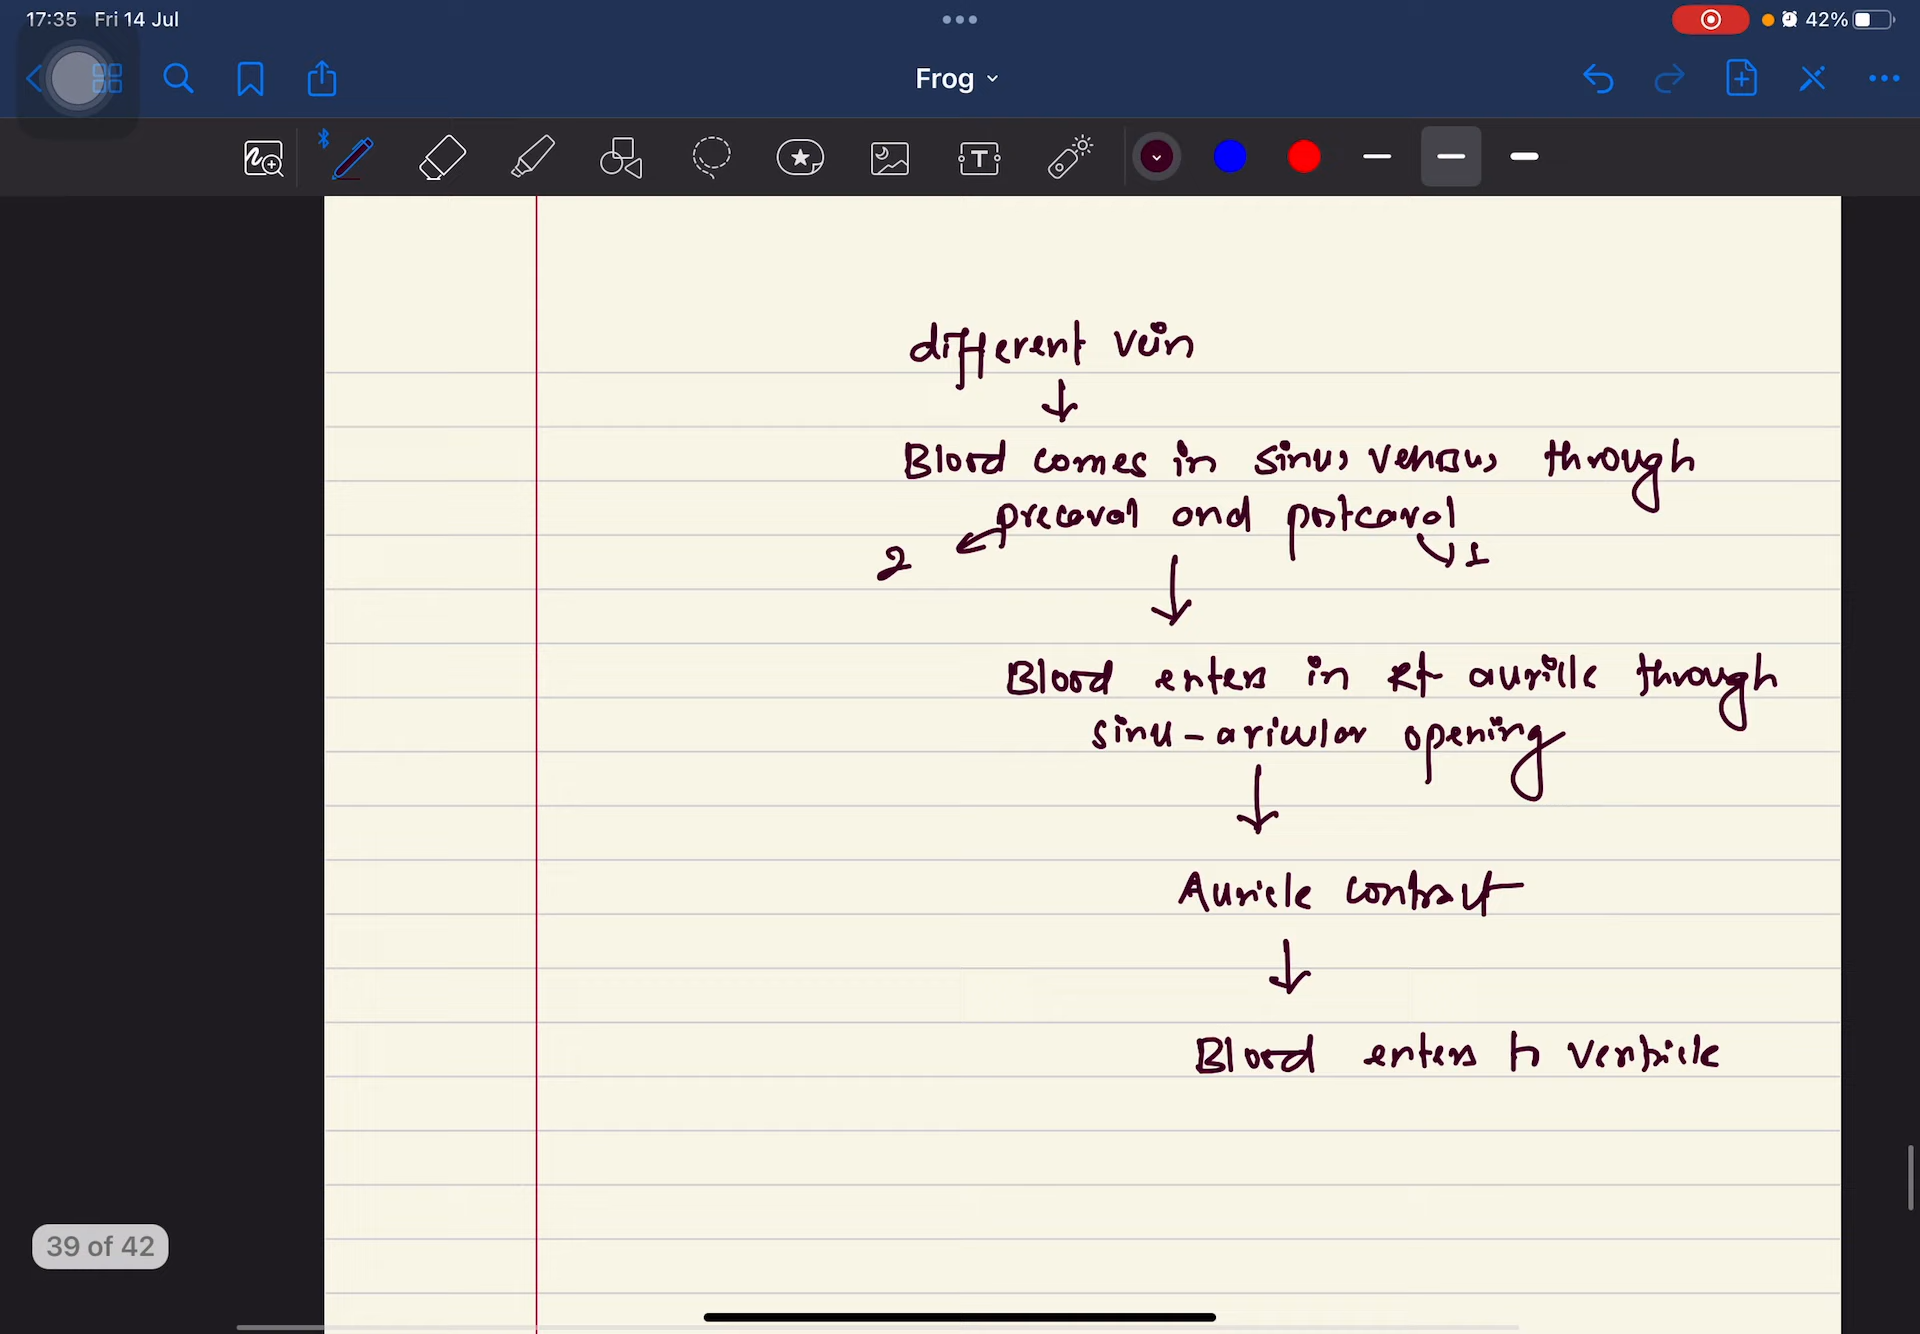 17:35 Fri 14 Jul
42%
Frog
T
different vein
↓
Blood comes in sinus venous through
precaval and postcaval
2
1
↓
Blood enters in Rt auricle through
sinu-aricular opening
↓
Auricle contract
↓
Blood enters in ventricle
39 of 42